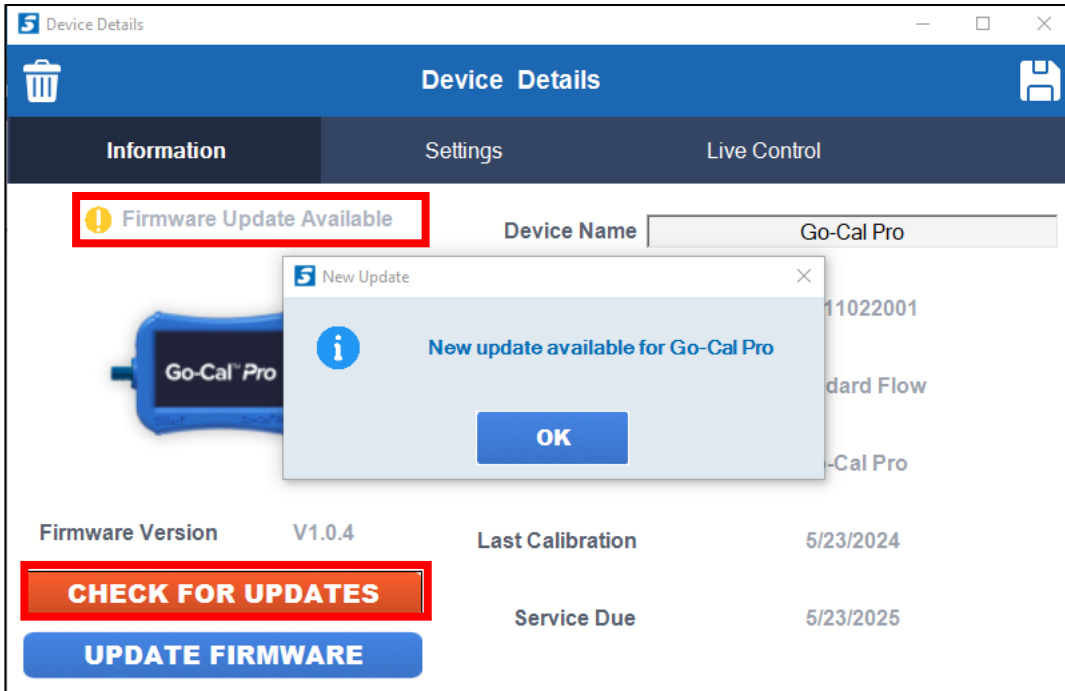 Device Details
Device Details
Information
Settings
Live Control
Firmware Update Available
Device Name
Go-Cal Pro
New Update
11022001
New update available for Go-Cal Pro
Go-Cal™ Pro
dard Flow
OK
-Cal Pro
Firmware Version
V1.0.4
Last Calibration
5/23/2024
CHECK FOR UPDATES
Service Due
5/23/2025
UPDATE FIRMWARE